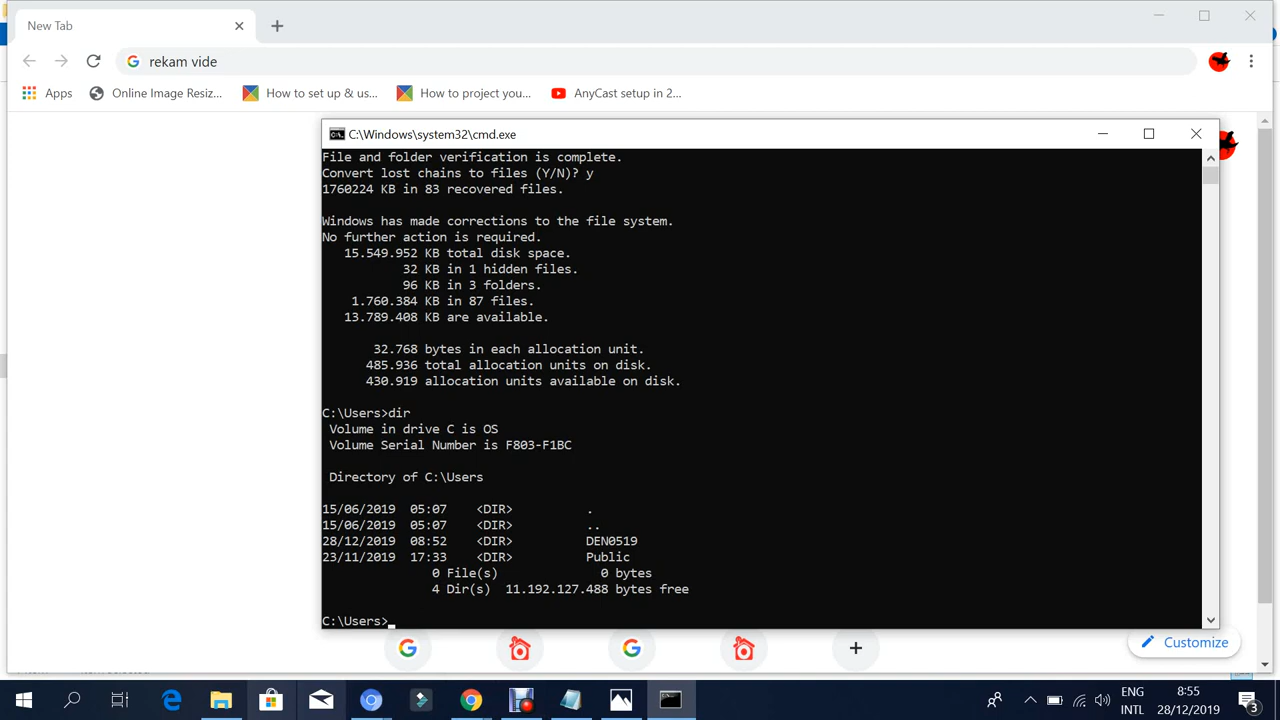 New Tab
rekam vide
Apps
Online Image Resiz...
How to set up & us...
How to project you...
AnyCast setup in 2...
C:\Windows\system32\cmd.exe
File and folder verification is complete.
Convert lost chains to files (Y/N)? y
1760224 KB in 83 recovered files.
Windows has made corrections to the file system.
No further action is required.
15.549.952 KB total disk space.
32 KB in 1 hidden files.
96 KB in 3 folders.
1.760.384 KB in 87 files.
13.789.408 KB are available.
32.768 bytes in each allocation unit.
485.936 total allocation units on disk.
430.919 allocation units available on disk.
C:\Users>dir
Volume in drive C is OS
Volume Serial Number is F803-F1BC
Directory of C:\Users
15/06/2019 05:07 <DIR> .
15/06/2019 05:07 <DIR> ..
28/12/2019 08:52 <DIR> DEN0519
23/11/2019 17:33 <DIR> Public
0 File(s) 0 bytes
4 Dir(s) 11.192.127.488 bytes free
C:\Users>
Customize
ENG
INTL
8:55
28/12/2019
3